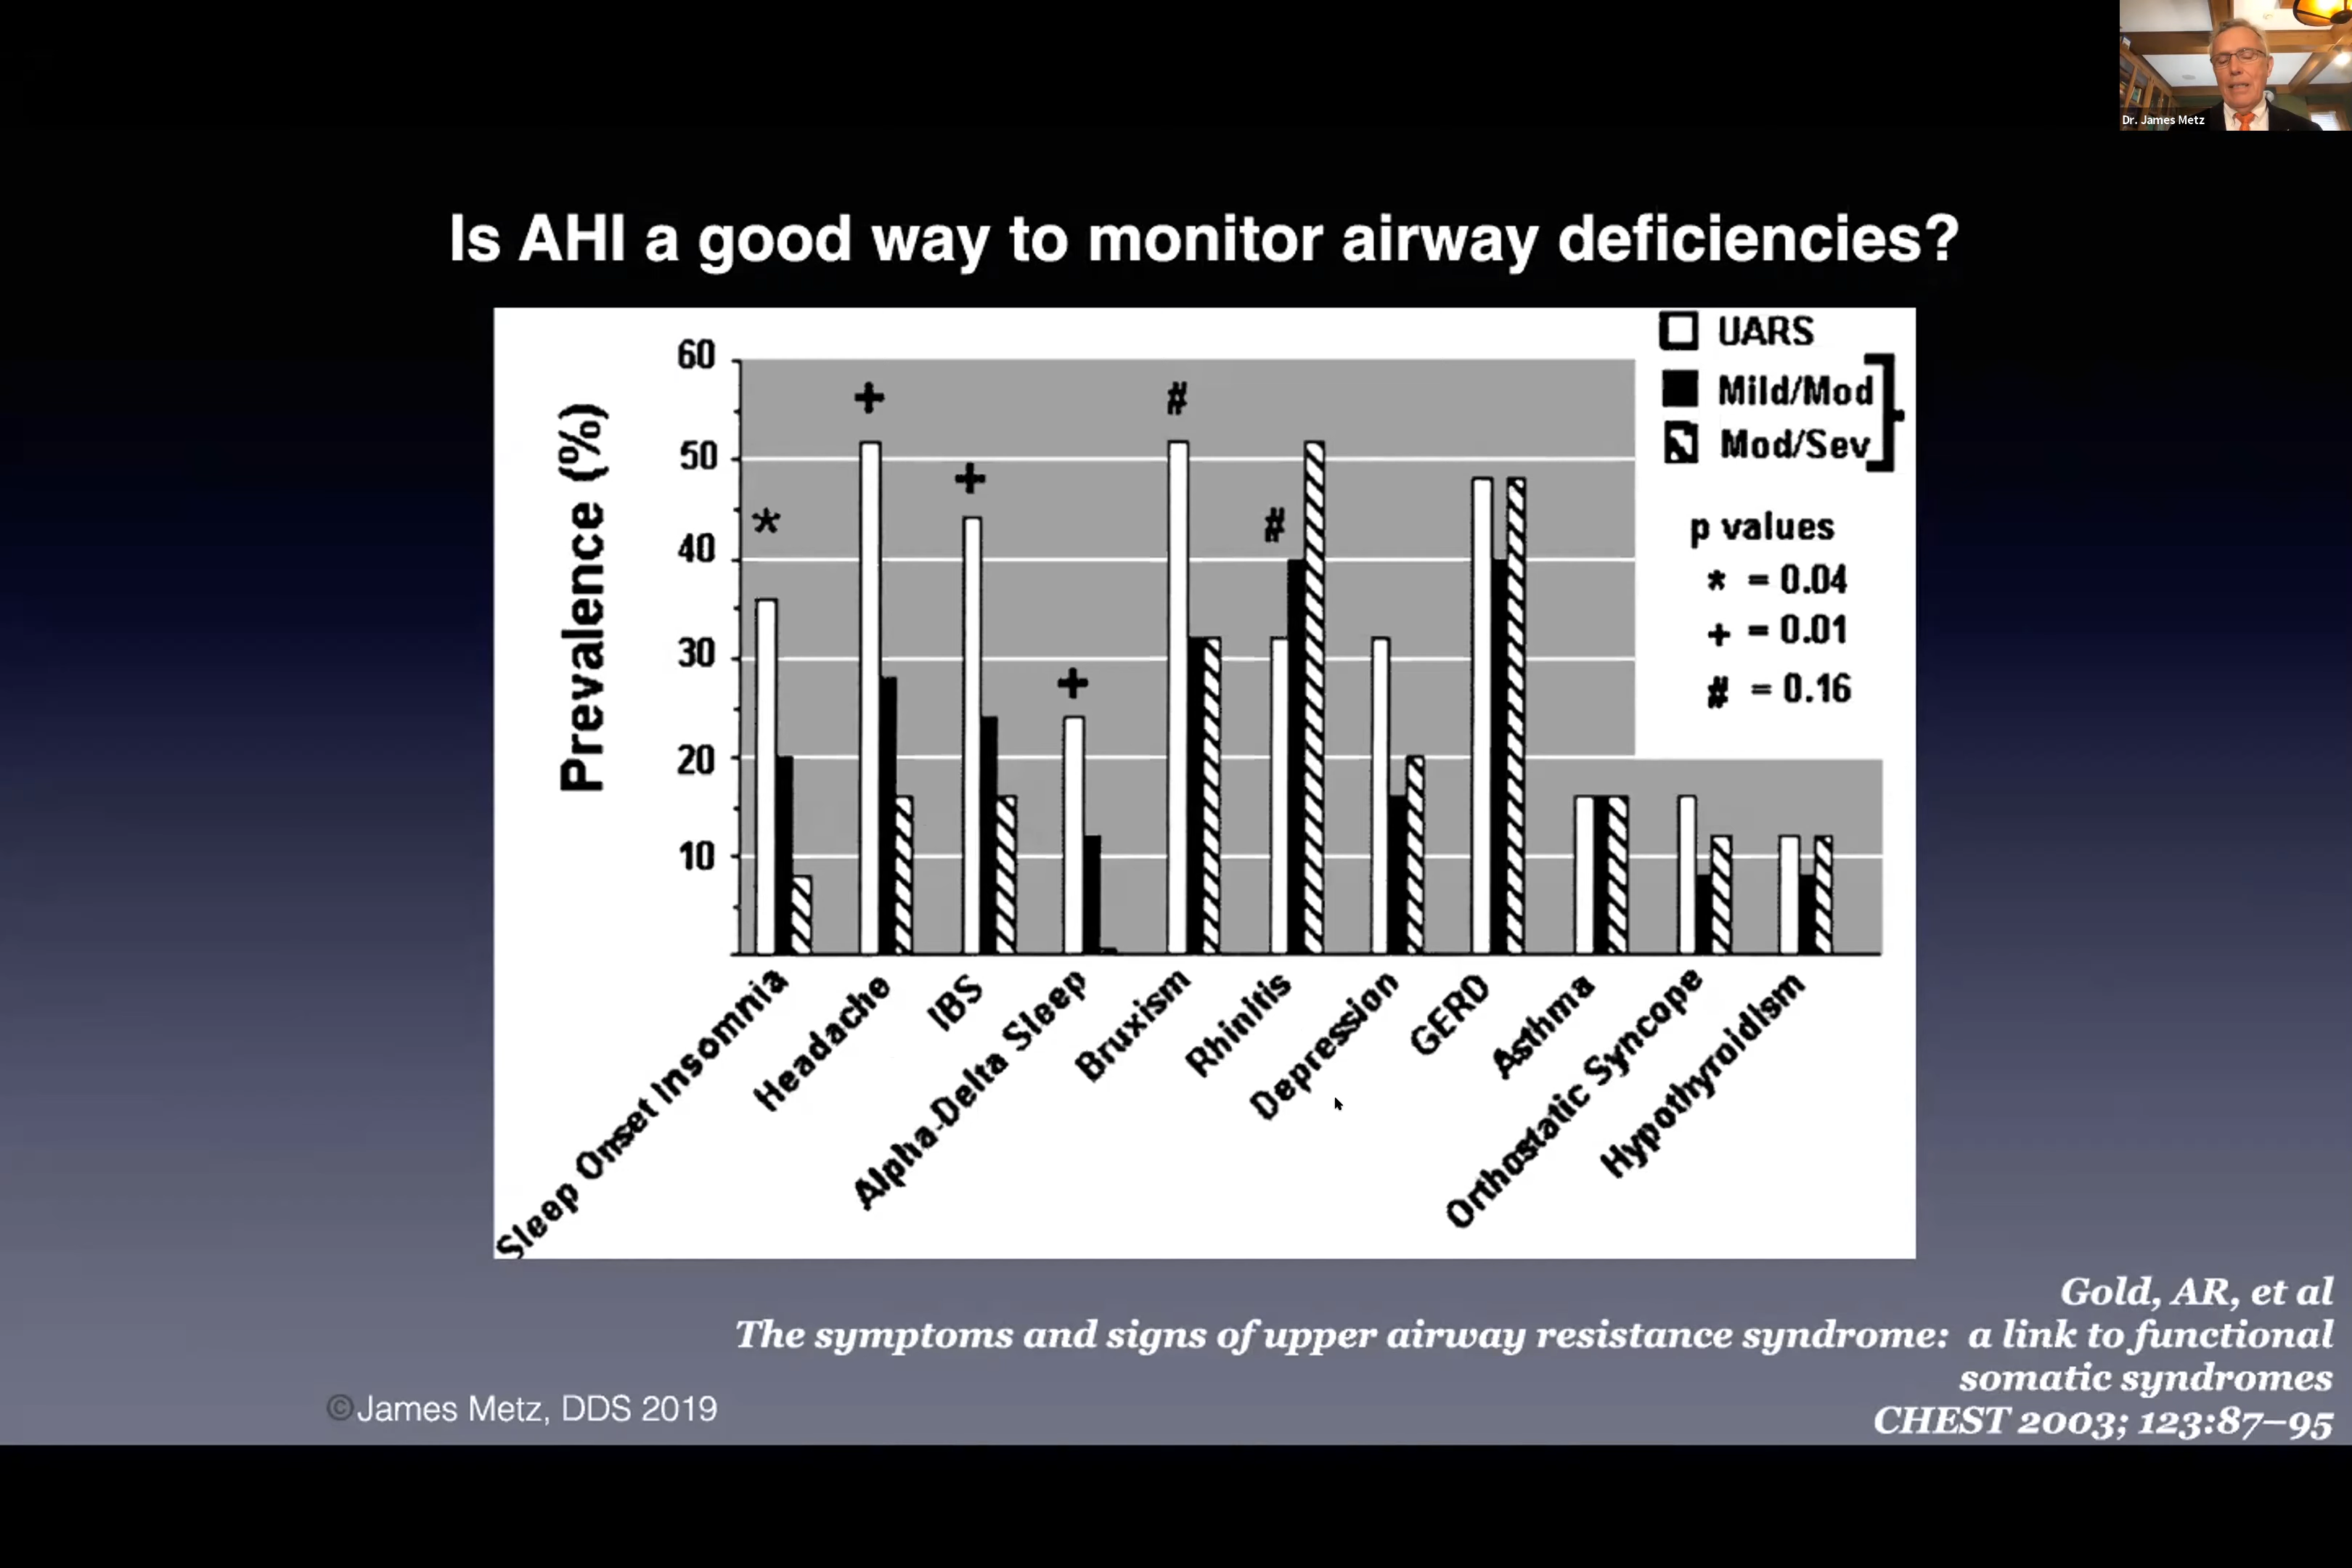 Dr. James Metz
Is AHI a good way to monitor airway deficiencies?
UARS
Mild/Mod
Mod/Sev
p values
* = 0.04
+ = 0.01
# = 0.16
Prevalence (%)
60
50
40
30
20
10
*
+
+
+
#
#
Sleep Onset Insomnia
Headache
IBS
Alpha-Delta Sleep
Bruxism
Rhinitis
Depression
GERD
Asthma
Orthostatic Syncope
Hypothyroidism
Gold, AR, et al
The symptoms and signs of upper airway resistance syndrome: a link to functional
somatic syndromes
CHEST 2003; 123:87–95
©James Metz, DDS 2019